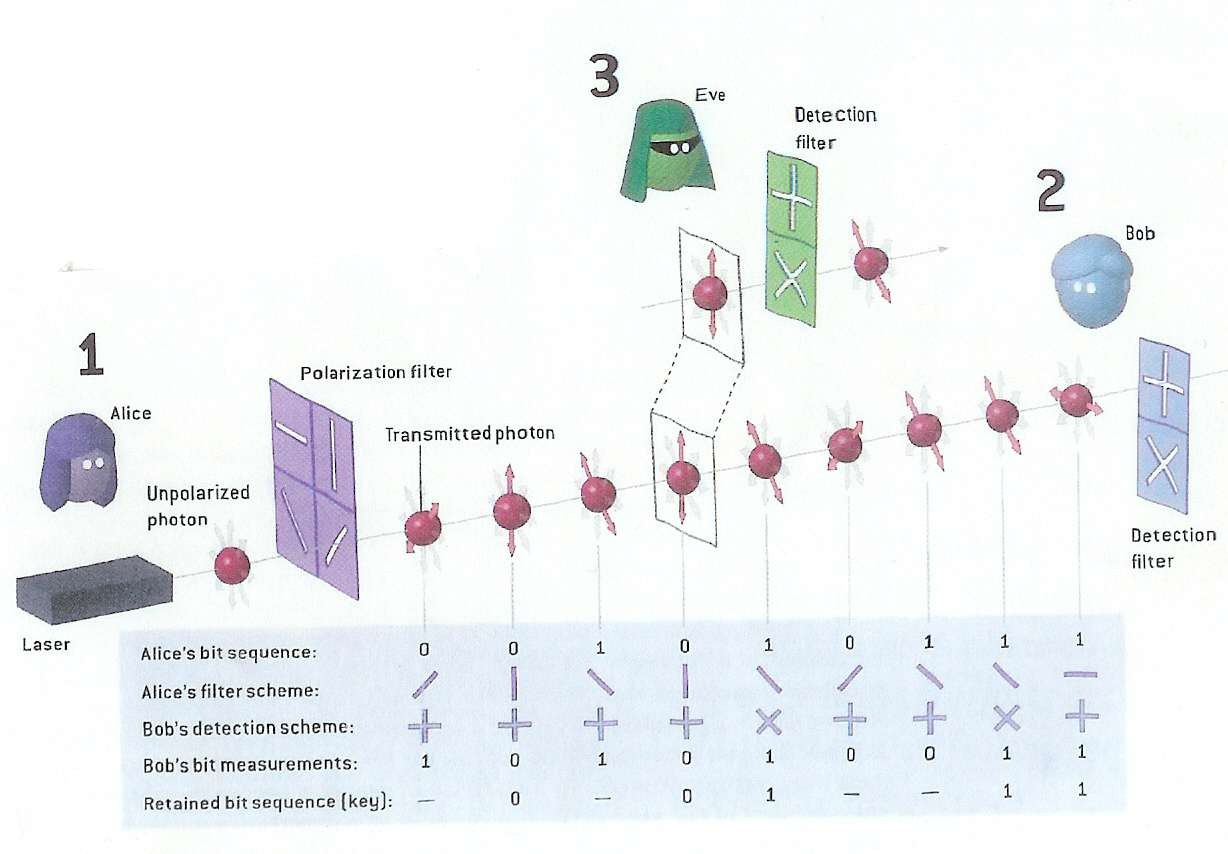 3
Eve
Detection
filter
2
Bob
1
Polarization filter
Alice
Transmitted photon
Unpolarized
photon
Detection
filter
Laser
Alice's bit sequence: 0 0 1 0 1 0 1 1 1
Alice's filter scheme:
Bob's detection scheme:
Bob's bit measurements: 1 0 1 0 1 0 0 1 1
Retained bit sequence (key): — 0 — 0 1 — — 1 1